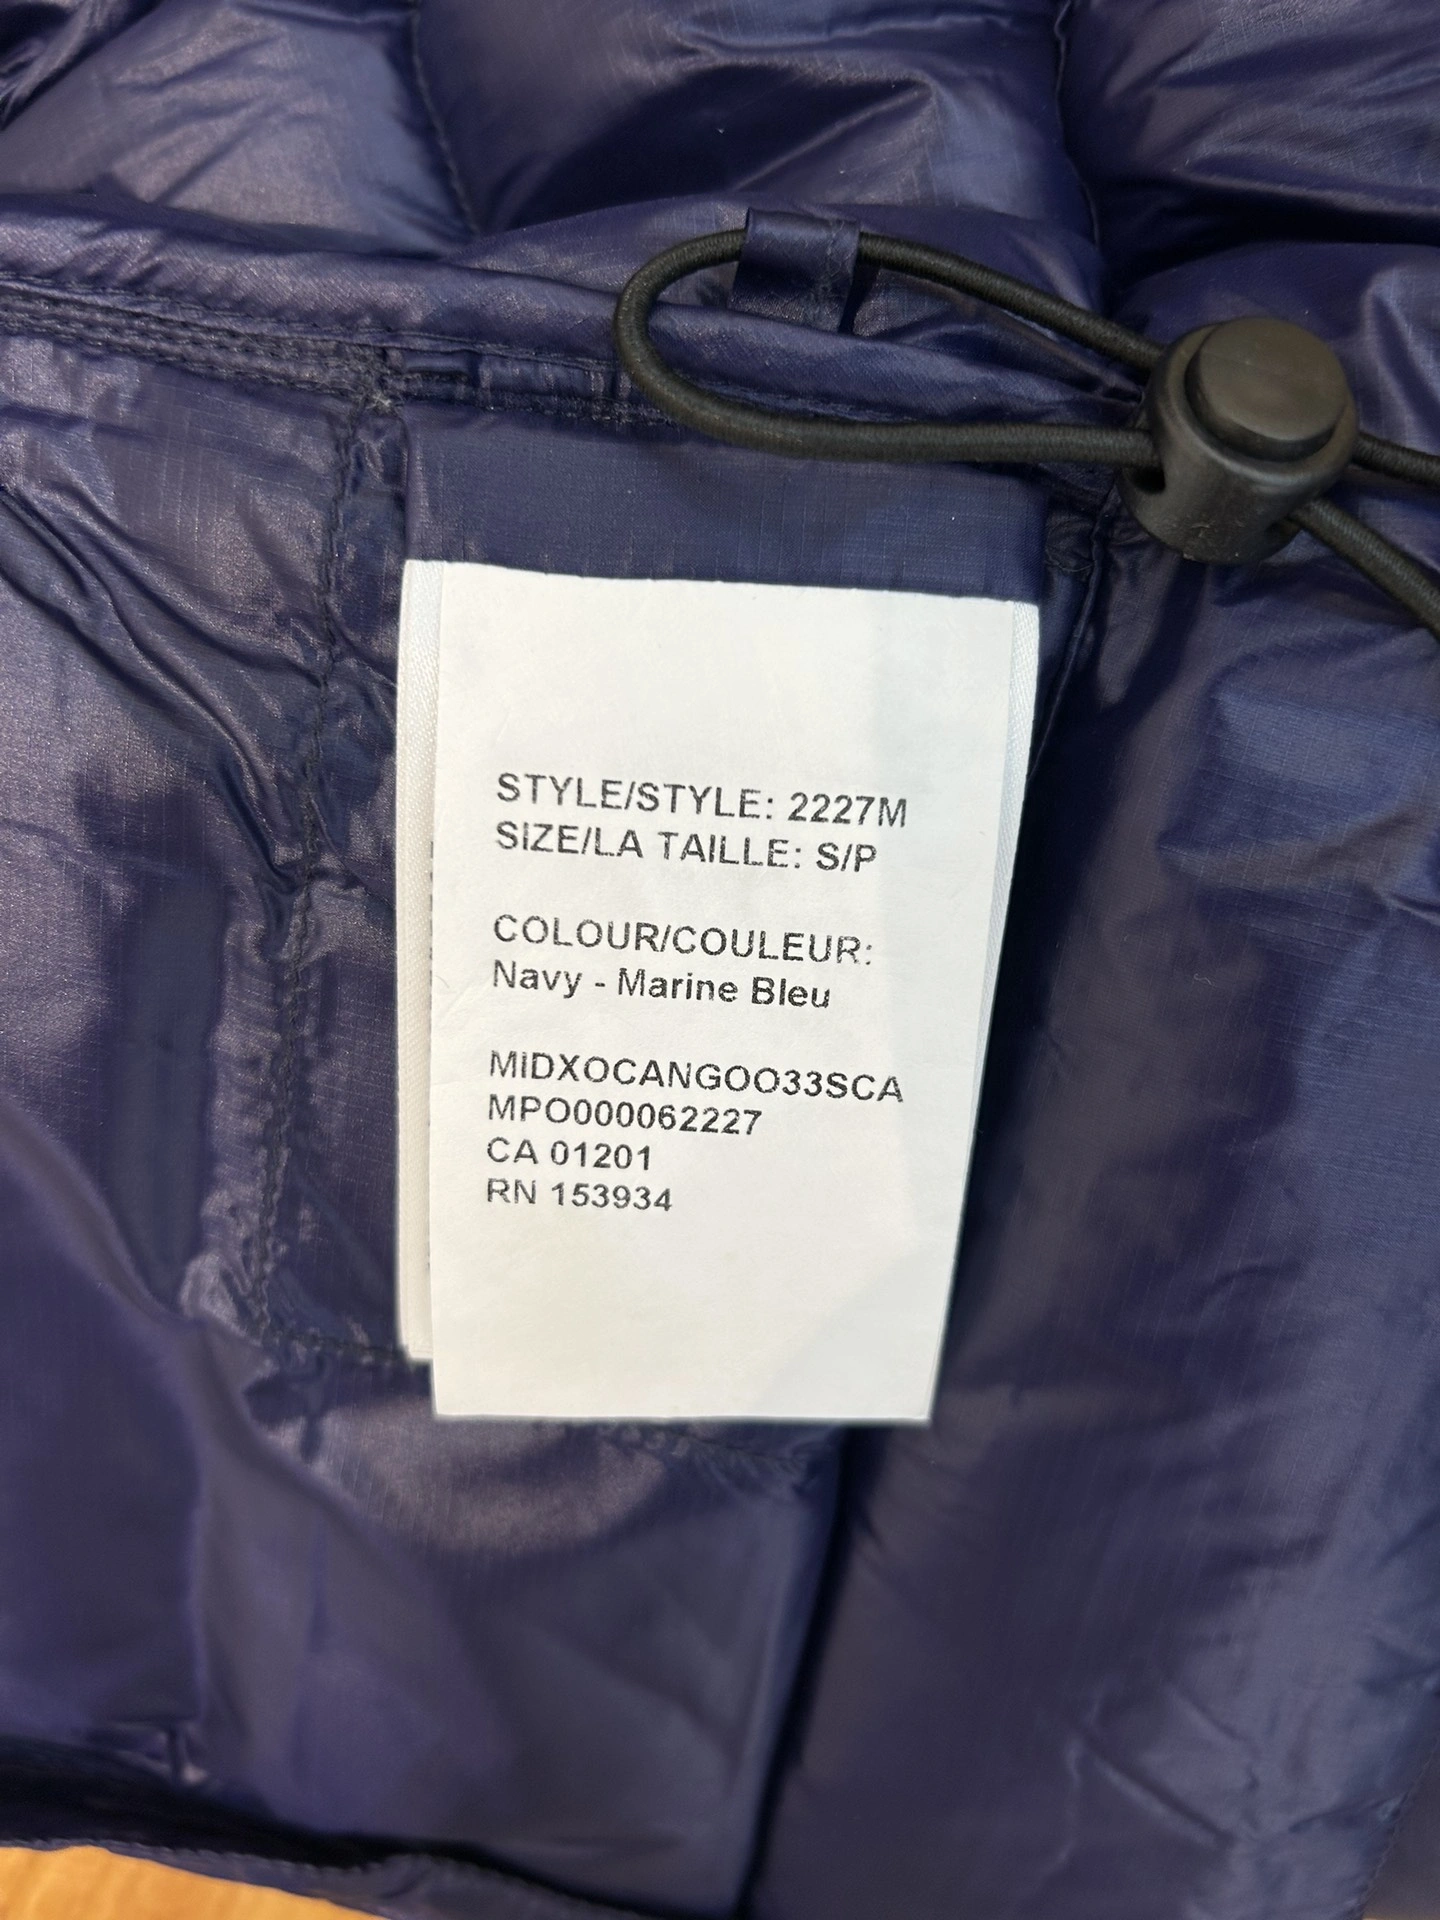 STYLE/STYLE: 2227M
SIZE/LA TAILLE: S/P
COLOUR/COULEUR:
Navy - Marine Bleu
MIDXOCANGOO33SCA
MPO000062227
CA 01201
RN 153934